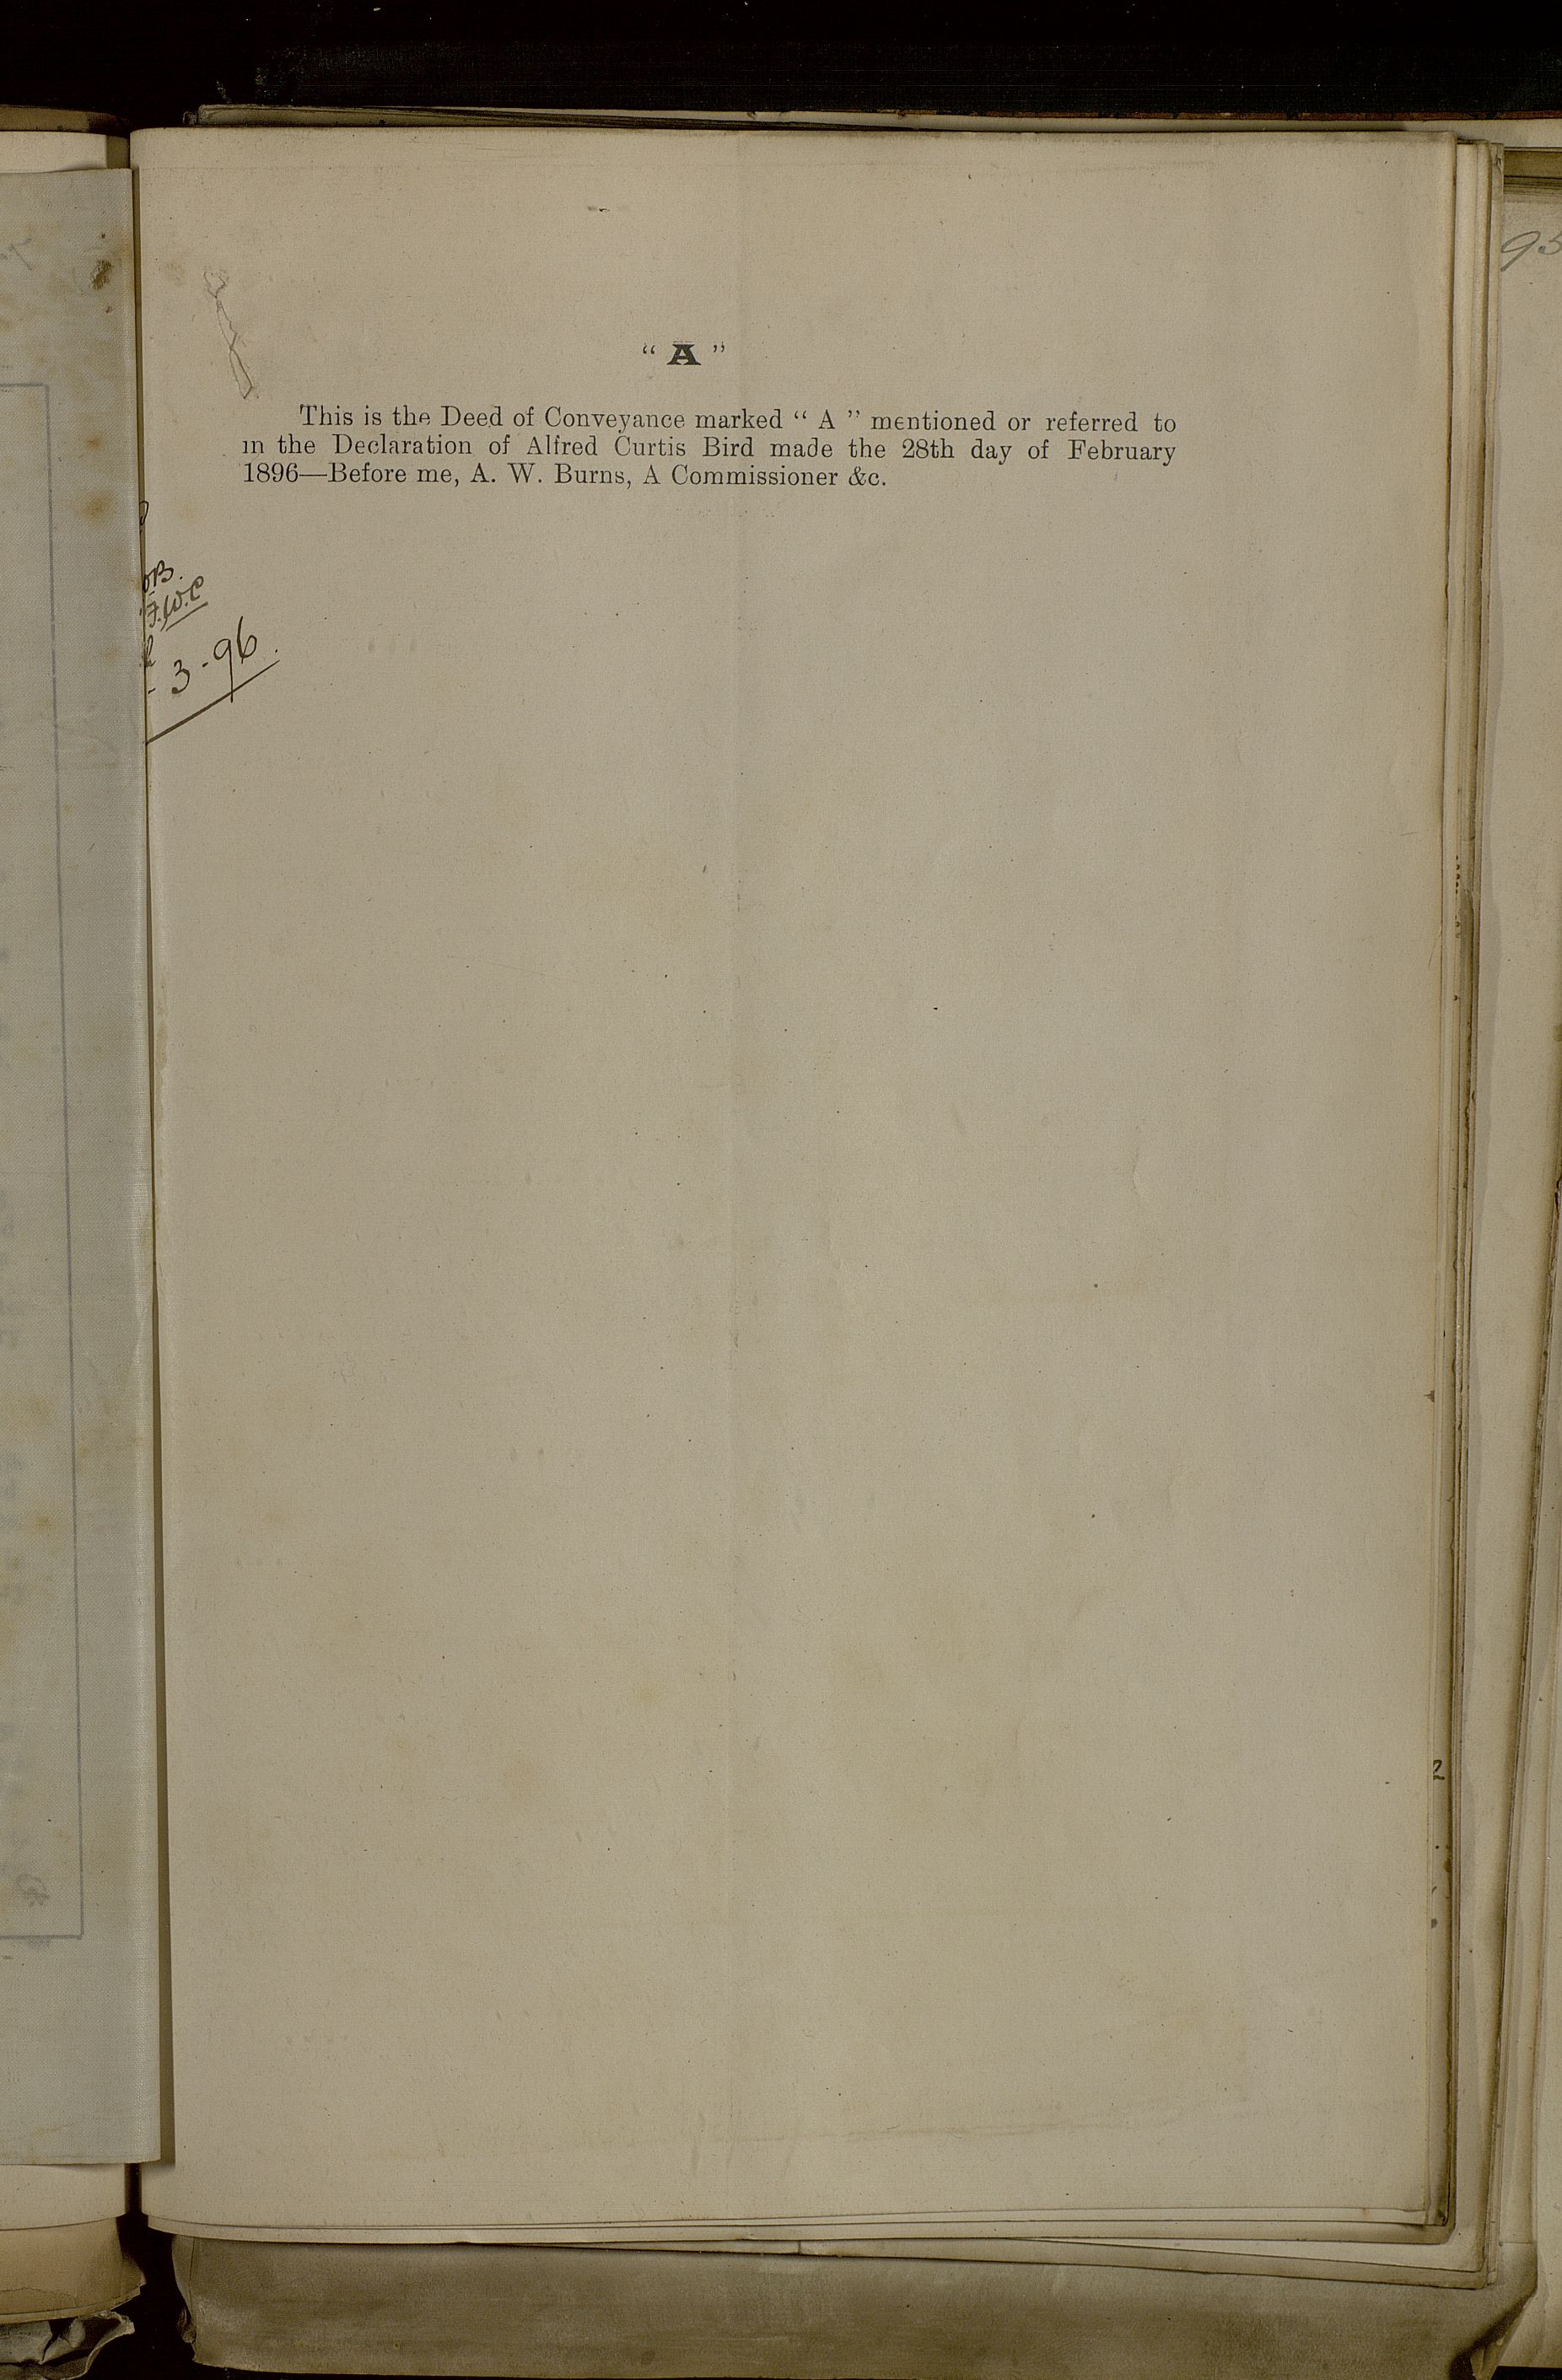 “ A ”
This is the Deed of Conveyance marked “ A ” mentioned or referred to
in the Declaration of Alfred Curtis Bird made the 28th day of February
1896—Before me, A. W. Burns, A Commissioner &c.
F.W.C
- 3 - 96.